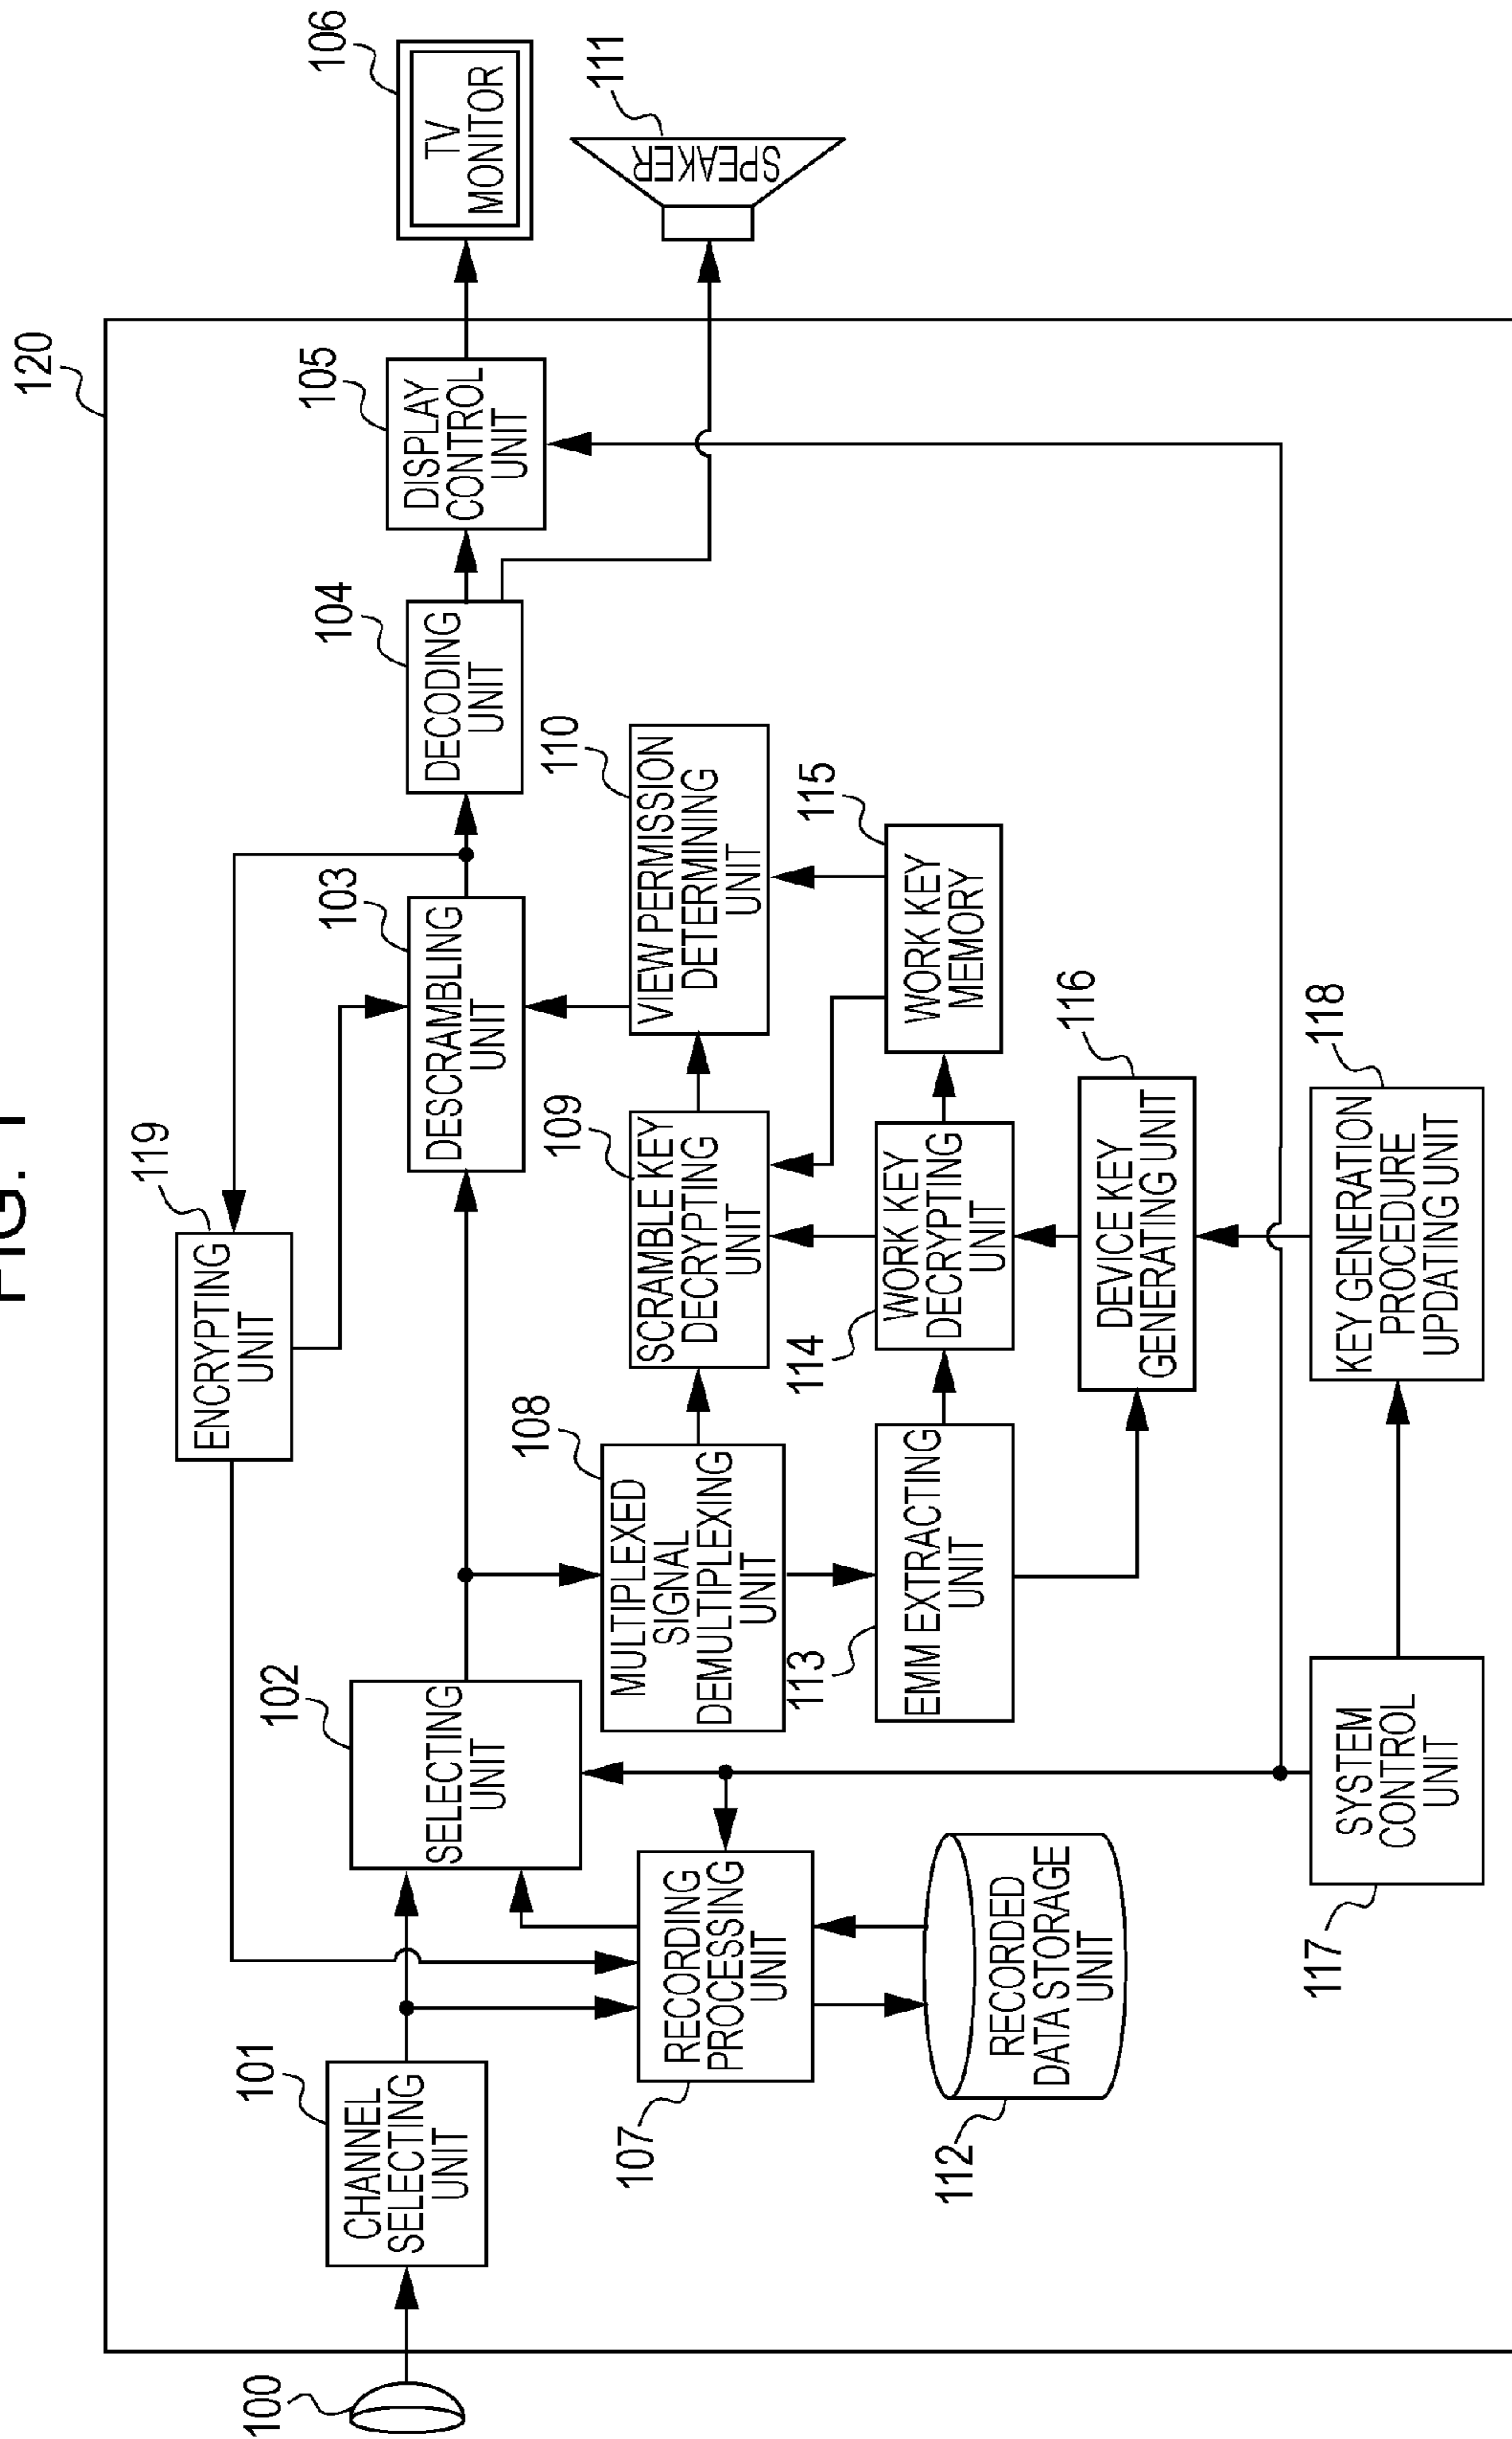 FIG. 1
120
100
101
CHANNEL
SELECTING
UNIT
102
SELECTING
UNIT
119
ENCRYPTING
UNIT
103
DESCRAMBLING
UNIT
104
DECODING
UNIT
105
DISPLAY
CONTROL
UNIT
106
TV
MONITOR
107
RECORDING
PROCESSING
UNIT
108
MULTIPLEXED
SIGNAL
DEMULTIPLEXING
UNIT
109
SCRAMBLE KEY
DECRYPTING
UNIT
110
VIEW PERMISSION
DETERMINING
UNIT
111
SPEAKER
112
RECORDED
DATA STORAGE
UNIT
113
EMM EXTRACTING
UNIT
114
WORK KEY
DECRYPTING
UNIT
115
WORK KEY
MEMORY
116
DEVICE KEY
GENERATING UNIT
117
SYSTEM
CONTROL
UNIT
118
KEY GENERATION
PROCEDURE
UPDATING UNIT